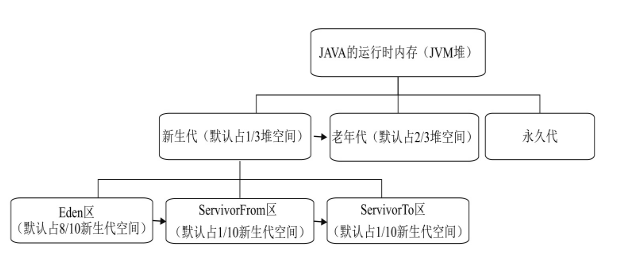 JAVA的运行时内存（JVM堆）
新生代（默认占1/3堆空间）
老年代（默认占2/3堆空间）
永久代
Eden区
（默认占8/10新生代空间）
ServivorFrom区
（默认占1/10新生代空间）
ServivorTo区
（默认占1/10新生代空间）